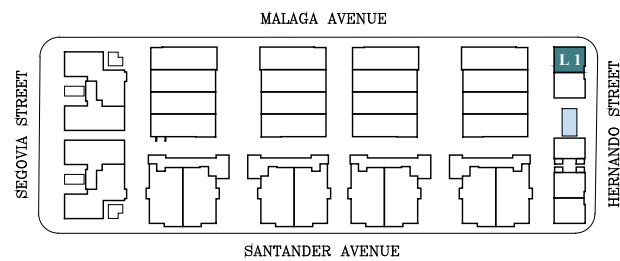 MALAGA AVENUE
L 1
SEGOVIA STREET
HERNANDO STREET
SANTANDER AVENUE